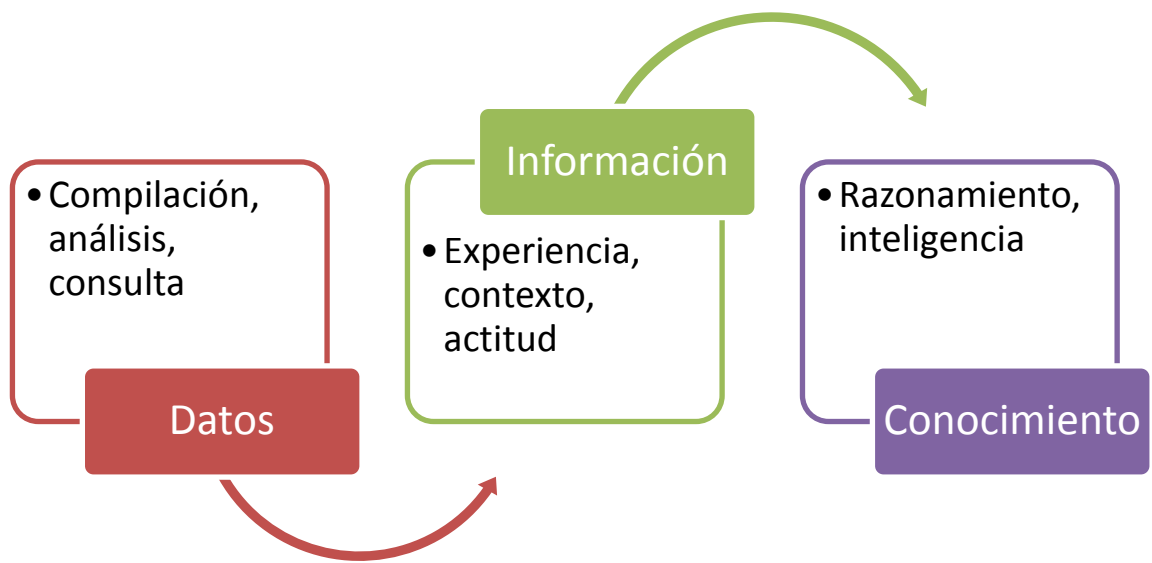 • Compilación,
análisis,
consulta
Datos
Información
• Experiencia,
contexto,
actitud
• Razonamiento,
inteligencia
Conocimiento